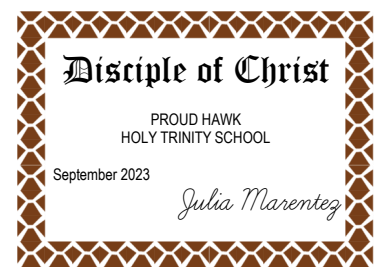 Disciple of Christ
PROUD HAWK
HOLY TRINITY SCHOOL
September 2023
Julia Marentez